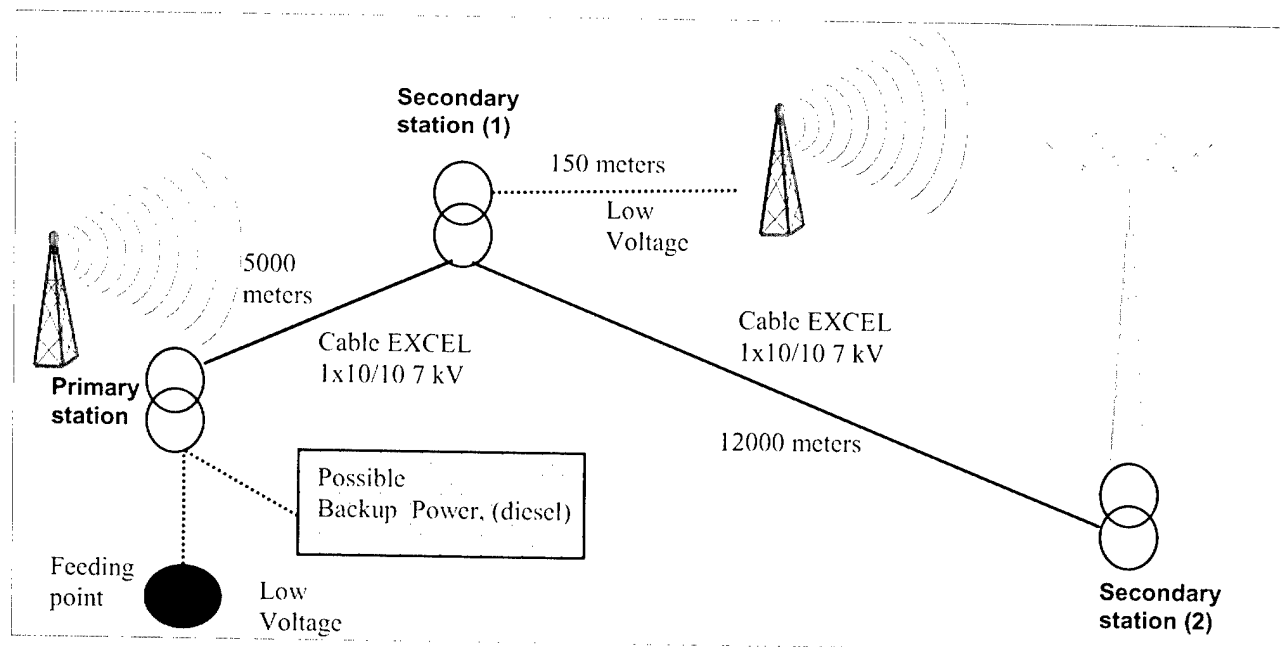 Secondary
station (1)
150 meters
Low
Voltage
5000
meters
Cable EXCEL
1x10/10 7 kV
Cable EXCEL
1x10/10 7 kV
Primary
station
12000 meters
Possible
Backup Power, (diesel)
Feeding
point
Low
Voltage
Secondary
station (2)